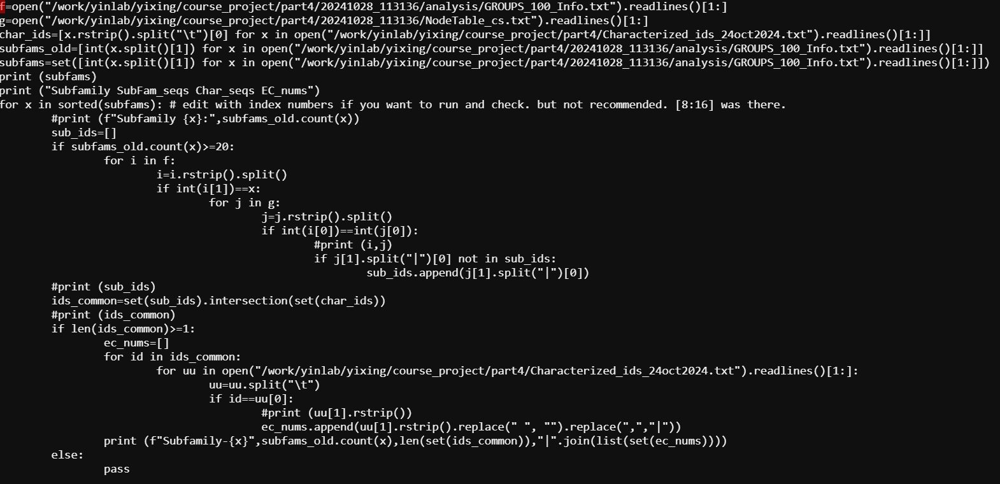 f=open("/work/yinlab/yixing/course_project/part4/20241028_113136/analysis/GROUPS_100_Info.txt").readlines()[1:]
g=open("/work/yinlab/yixing/course_project/part4/20241028_113136/NodeTable_cs.txt").readlines()[1:]
char_ids=[x.rstrip().split("\t")[0] for x in open("/work/yinlab/yixing/course_project/part4/Characterized_ids_24oct2024.txt").readlines()[1:]]
subfams_old=[int(x.split()[1]) for x in open("/work/yinlab/yixing/course_project/part4/20241028_113136/analysis/GROUPS_100_Info.txt").readlines()[1:]]
subfams=set([int(x.split()[1]) for x in open("/work/yinlab/yixing/course_project/part4/20241028_113136/analysis/GROUPS_100_Info.txt").readlines()[1:]])
print (subfams)
print ("Subfamily SubFam_seqs Char_seqs EC_nums")
for x in sorted(subfams): # edit with index numbers if you want to run and check. but not recommended. [8:16] was there.
        #print (f"Subfamily {x}:",subfams_old.count(x))
        sub_ids=[]
        if subfams_old.count(x)>=20:
                for i in f:
                        i=i.rstrip().split()
                        if int(i[1])==x:
                                for j in g:
                                        j=j.rstrip().split()
                                        if int(i[0])==int(j[0]):
                                                #print (i,j)
                                                if j[1].split("|")[0] not in sub_ids:
                                                        sub_ids.append(j[1].split("|")[0])
        #print (sub_ids)
        ids_common=set(sub_ids).intersection(set(char_ids))
        #print (ids_common)
        if len(ids_common)>=1:
                ec_nums=[]
                for id in ids_common:
                        for uu in open("/work/yinlab/yixing/course_project/part4/Characterized_ids_24oct2024.txt").readlines()[1:]:
                                uu=uu.split("\t")
                                if id==uu[0]:
                                        #print (uu[1].rstrip())
                                        ec_nums.append(uu[1].rstrip().replace(" ", "").replace(",","|"))
                print (f"Subfamily-{x}",subfams_old.count(x),len(set(ids_common)),"|".join(list(set(ec_nums))))
        else:
                pass